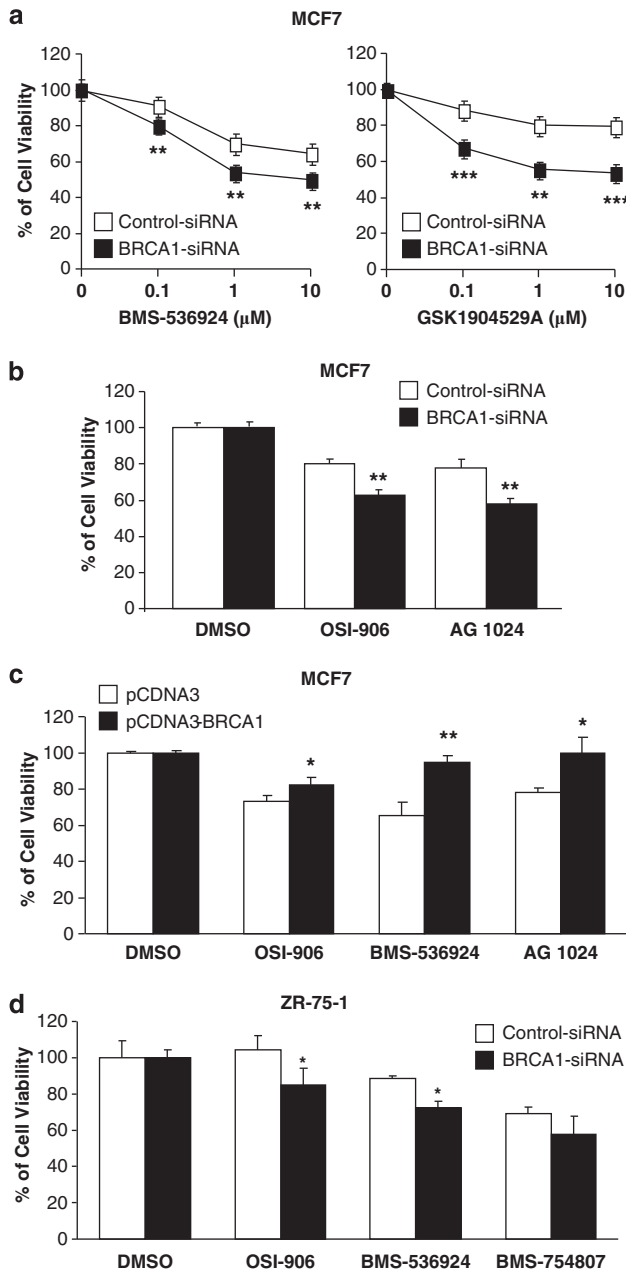 a
MCF7
% of Cell Viability
120
100
80
60
40
20
0
**
**
**
Control-siRNA
BRCA1-siRNA
0 0.1 1 10
BMS-536924 (μM)
120
100
80
60
40
20
0
***
**
***
Control-siRNA
BRCA1-siRNA
0 0.1 1 10
GSK1904529A (μM)
b
MCF7
Control-siRNA
BRCA1-siRNA
% of Cell Viability
120
100
80
60
40
20
0
**
**
DMSO OSI-906 AG 1024
c
MCF7
pCDNA3
pCDNA3-BRCA1
% of Cell Viability
120
100
80
60
40
20
0
*
**
*
DMSO OSI-906 BMS-536924 AG 1024
d
ZR-75-1
Control-siRNA
BRCA1-siRNA
% of Cell Viability
120
100
80
60
40
20
0
*
*
DMSO OSI-906 BMS-536924 BMS-754807